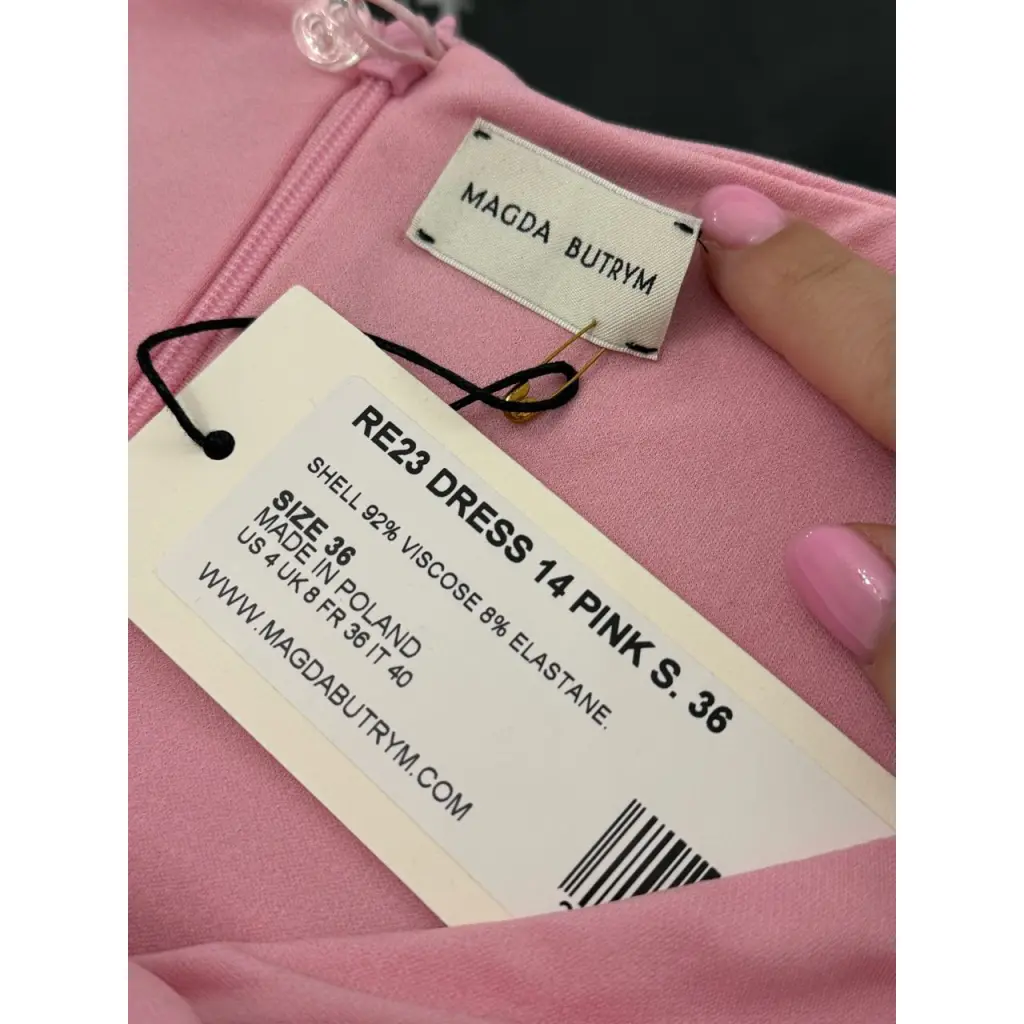 MAGDA BUTRYM
RE23 DRESS 14 PINK S. 36
SHELL 92% VISCOSE 8% ELASTANE.
SIZE 36
MADE IN POLAND
US 4 UK 8 FR 36 IT 40
WWW.MAGDABUTRYM.COM